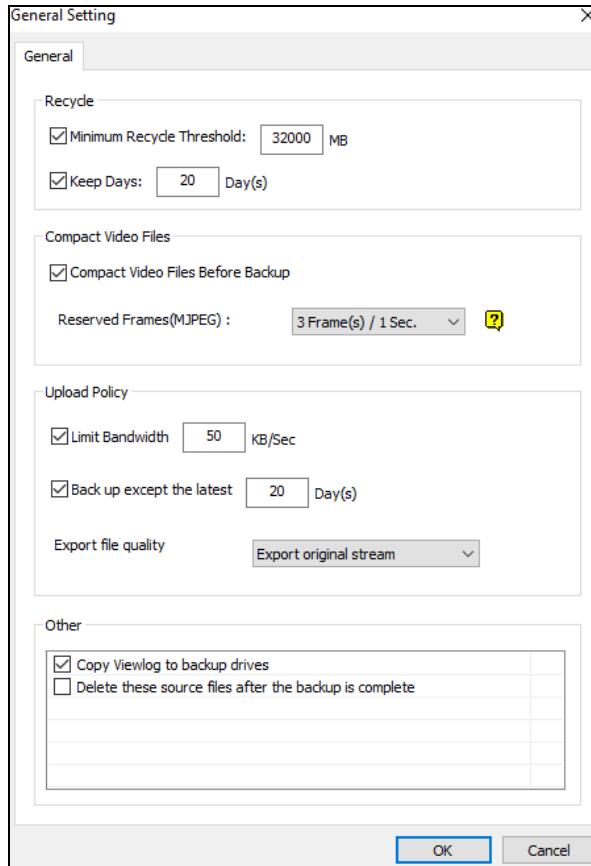 General Setting
General
Recycle
Minimum Recycle Threshold: 32000 MB
Keep Days: 20 Day(s)
Compact Video Files
Compact Video Files Before Backup
Reserved Frames(MJPEG) : 3 Frame(s) / 1 Sec.
Upload Policy
Limit Bandwidth 50 KB/Sec
Back up except the latest 20 Day(s)
Export file quality Export original stream
Other
Copy Viewlog to backup drives
Delete these source files after the backup is complete
OK Cancel